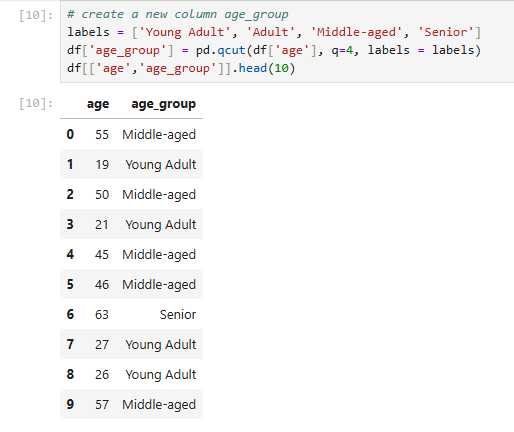 [10]: # create a new column age_group
labels = ['Young Adult', 'Adult', 'Middle-aged', 'Senior']
df['age_group'] = pd.qcut(df['age'], q=4, labels = labels)
df[['age','age_group']].head(10)
[10]:
age age_group
0 55 Middle-aged
1 19 Young Adult
2 50 Middle-aged
3 21 Young Adult
4 45 Middle-aged
5 46 Middle-aged
6 63 Senior
7 27 Young Adult
8 26 Young Adult
9 57 Middle-aged